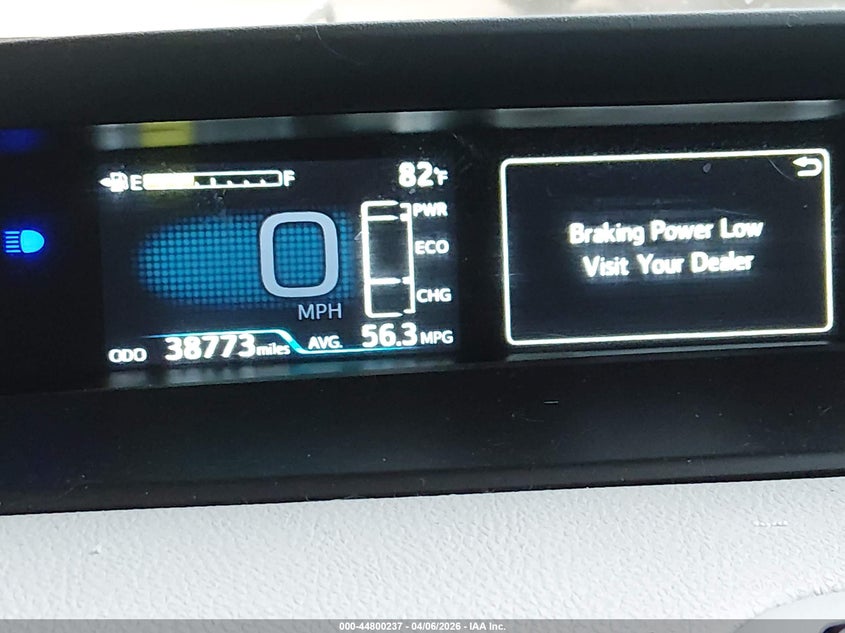 E F 82°F
PWR
0
ECO
CHG
MPH
ODO 38773 miles AVG. 56.3 MPG
Braking Power Low
Visit Your Dealer
000-44800237 - 04/06/2026 - IAA Inc.